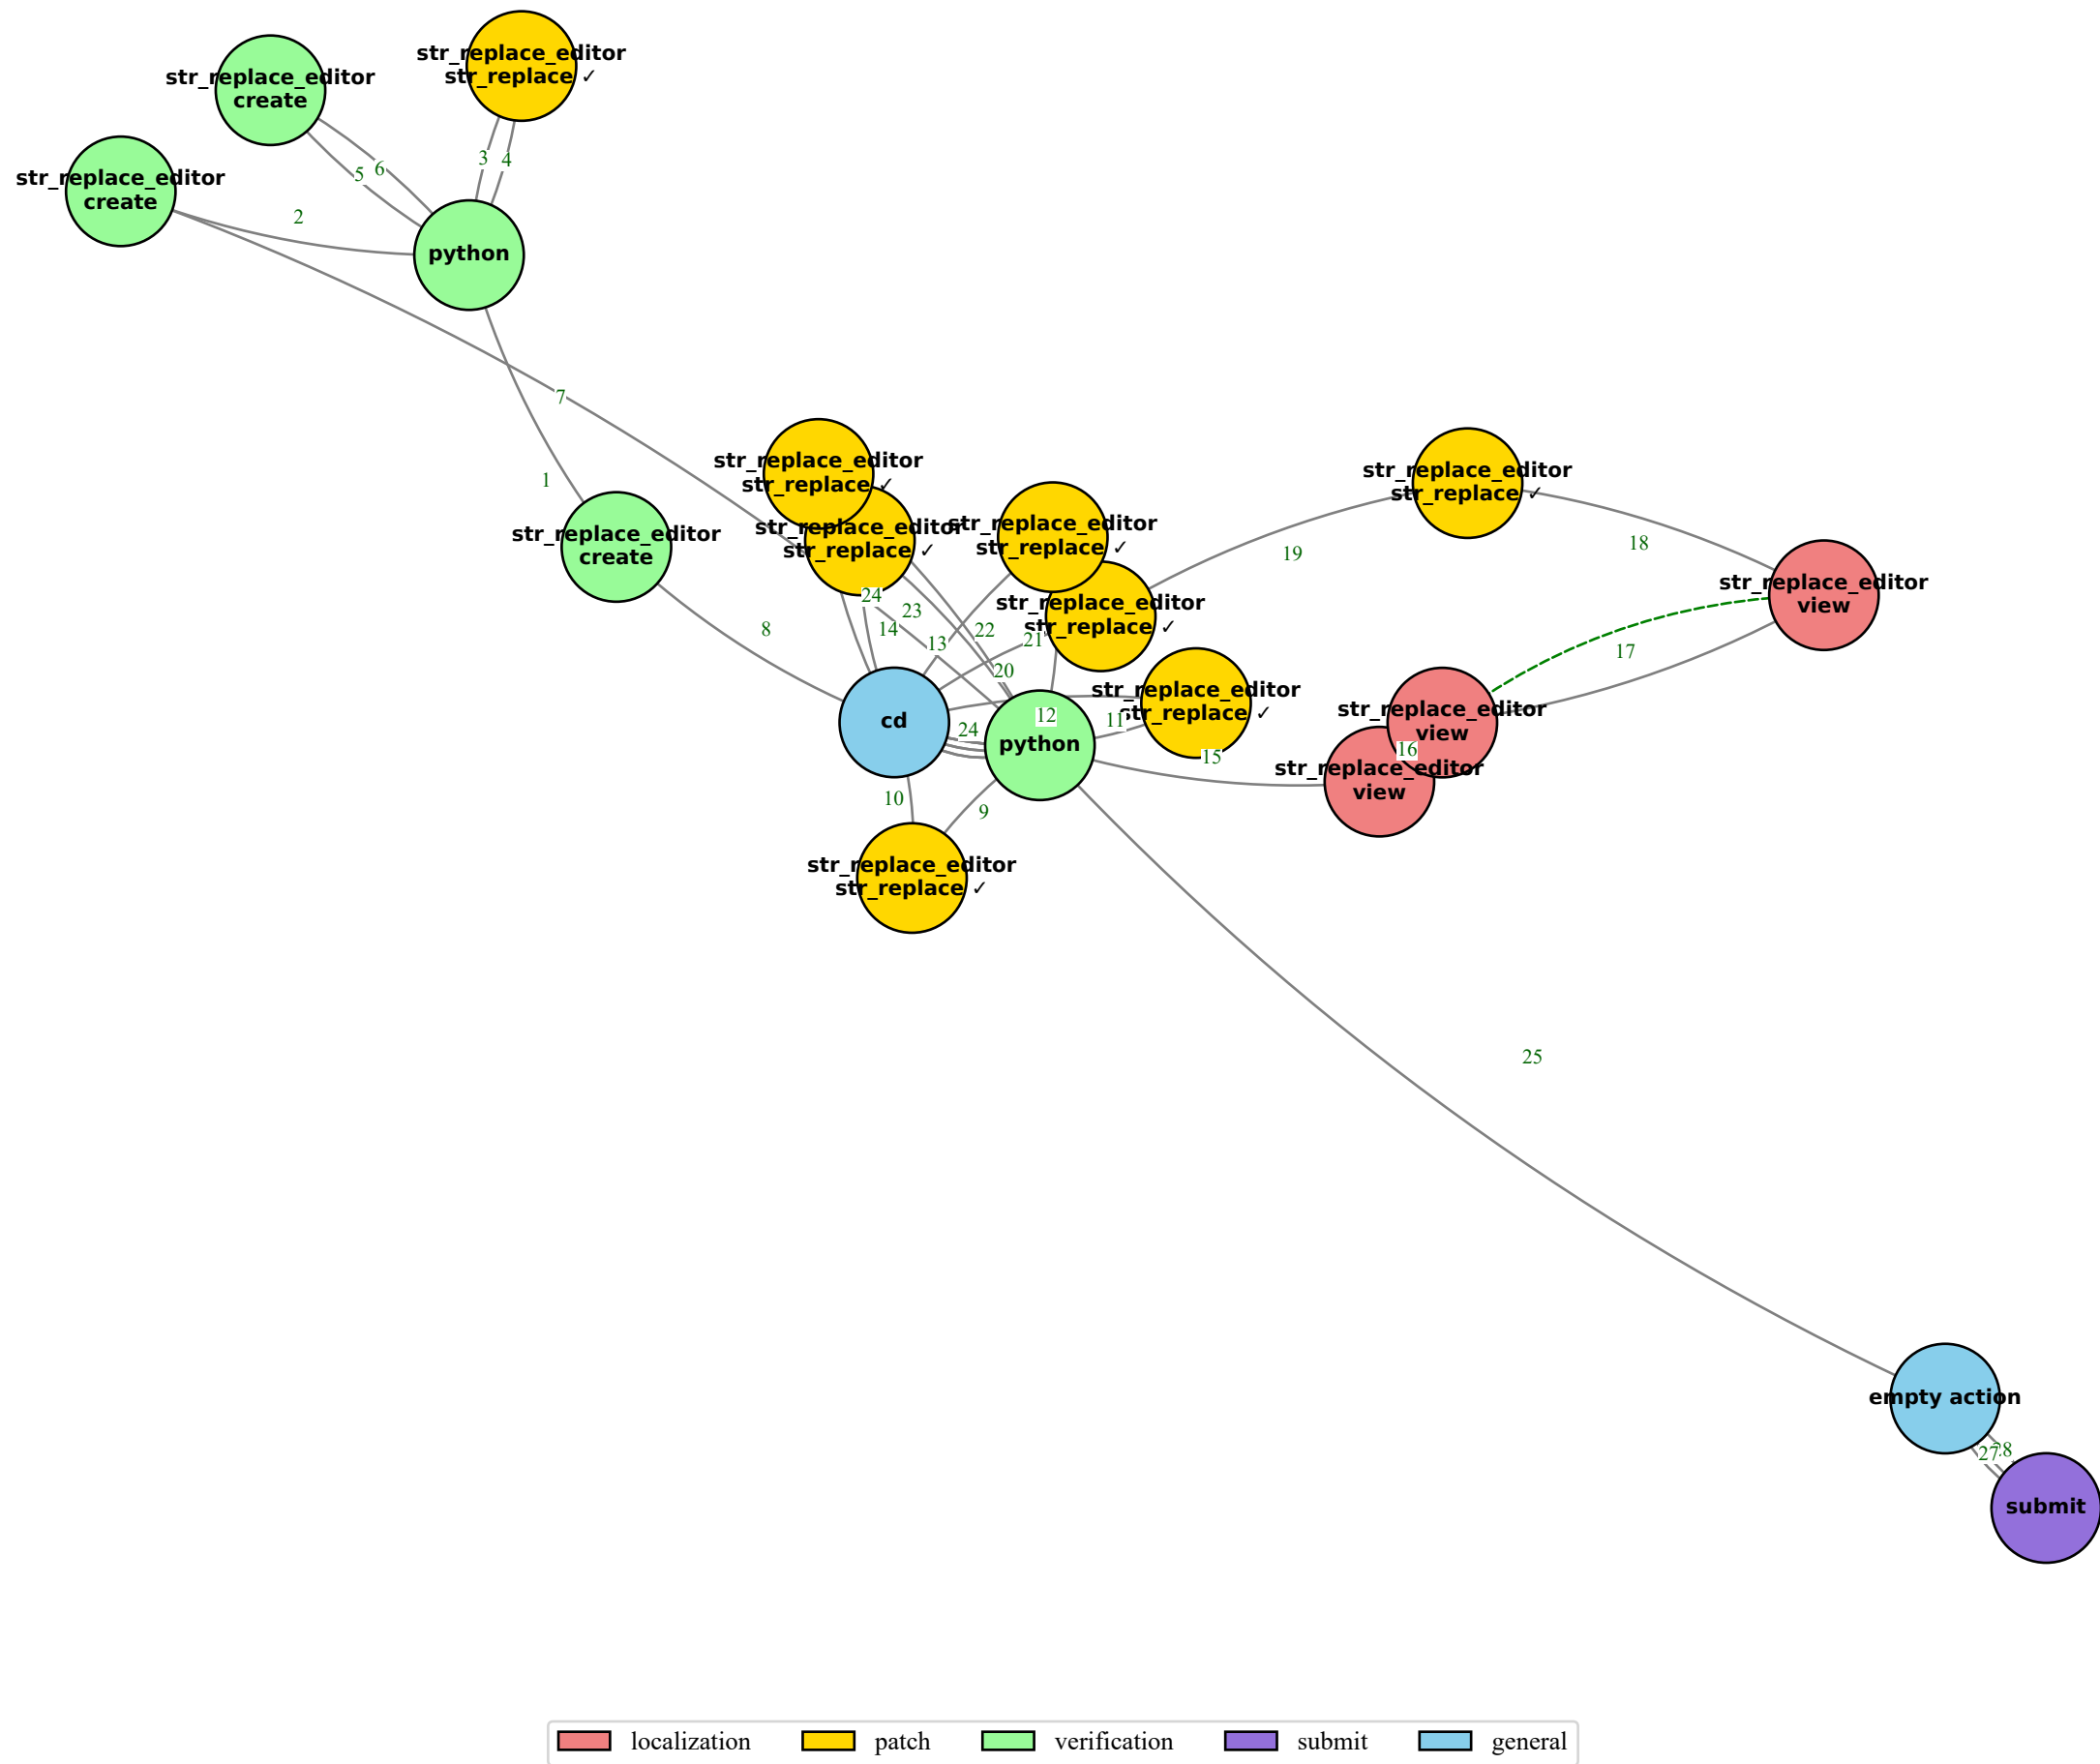 str_replace_editor
str_replace ✓
str_replace_editor
create
str_replace_editor
create
python
3
4
5
6
2
7
1
str_replace_editor
create
8
str_replace_editor
str_replace ✓
str_replace_editor
str_replace ✓
str_replace_editor
str_replace ✓
str_replace_editor
str_replace ✓
str_replace_editor
str_replace ✓
19
18
str_replace_editor
view
17
24
23
14
22
13
21
20
str_replace_editor
str_replace ✓
12
11
15
cd
24
python
str_replace_editor
view
16
str_replace_editor
view
10
9
str_replace_editor
str_replace ✓
25
empty action
27
submit
localization
patch
verification
submit
general